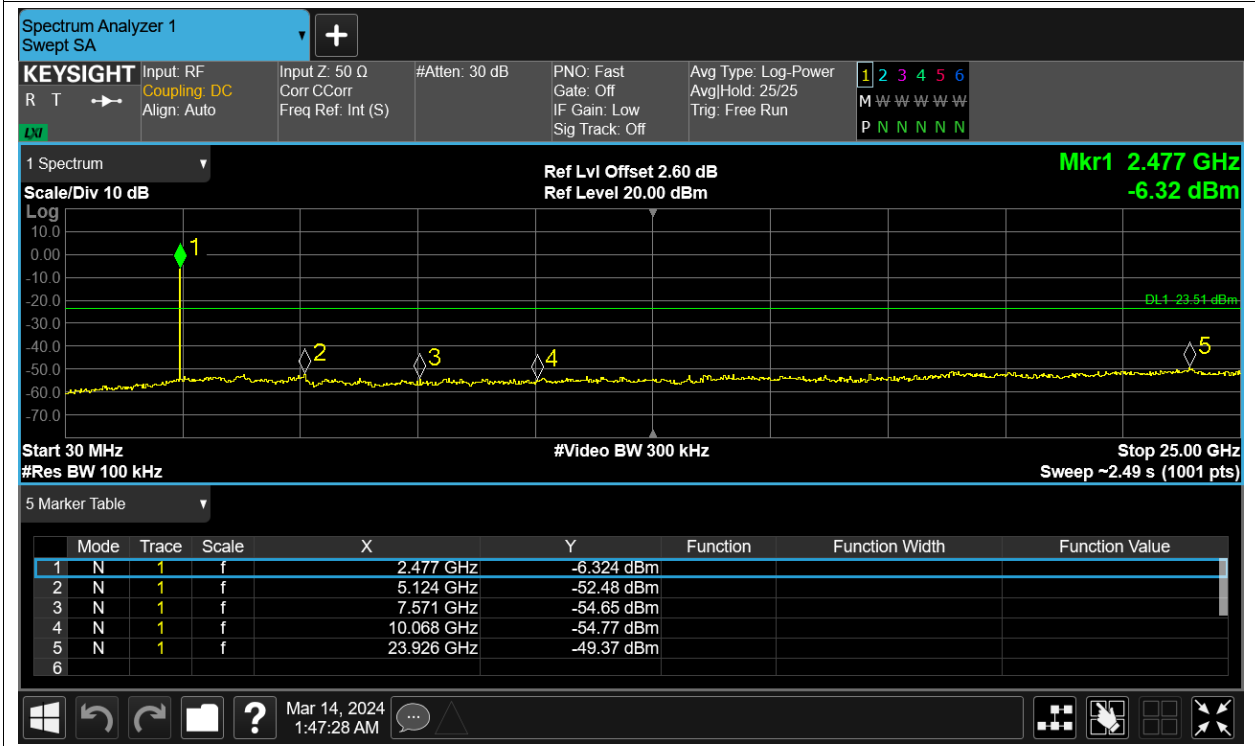 Spectrum Analyzer 1
Swept SA
+
KEYSIGHT
R T
LXI
Input: RF
Coupling: DC
Align: Auto
Input Z: 50 Ω
Corr CCorr
Freq Ref: Int (S)
#Atten: 30 dB
PNO: Fast
Gate: Off
IF Gain: Low
Sig Track: Off
Avg Type: Log-Power
Avg|Hold: 25/25
Trig: Free Run
1 2 3 4 5 6
M W W W W W
P N N N N N
1 Spectrum
Scale/Div 10 dB
Ref Lvl Offset 2.60 dB
Ref Level 20.00 dBm
Mkr1 2.477 GHz
-6.32 dBm
Log
10.0
0.00
-10.0
-20.0
-30.0
-40.0
-50.0
-60.0
-70.0
1
2
3
4
5
DL1 -23.51 dBm
Start 30 MHz
#Res BW 100 kHz
#Video BW 300 kHz
Stop 25.00 GHz
Sweep ~2.49 s (1001 pts)
5 Marker Table
Mode Trace Scale X Y Function Function Width Function Value
1 N 1 f 2.477 GHz -6.324 dBm
2 N 1 f 5.124 GHz -52.48 dBm
3 N 1 f 7.571 GHz -54.65 dBm
4 N 1 f 10.068 GHz -54.77 dBm
5 N 1 f 23.926 GHz -49.37 dBm
6
?
Mar 14, 2024
1:47:28 AM